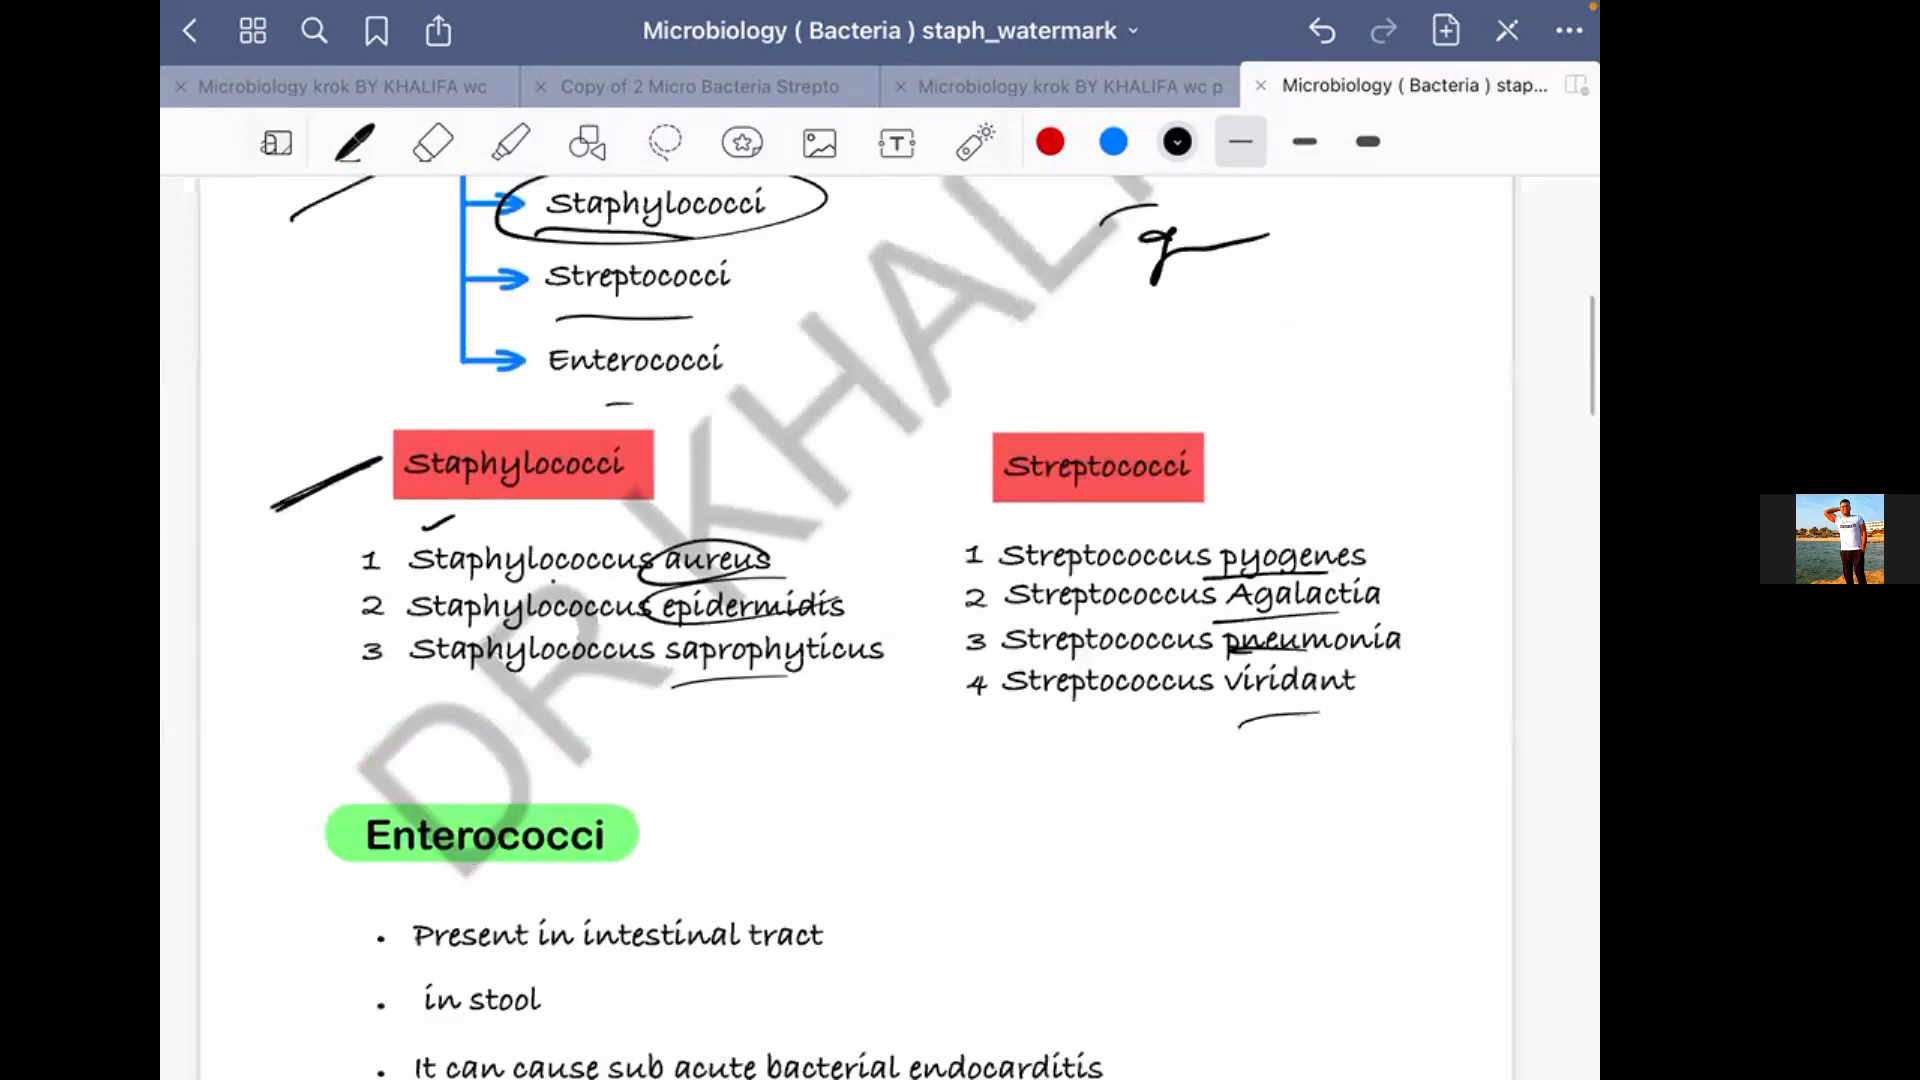 Microbiology ( Bacteria ) staph_watermark
Microbiology krok BY KHALIFA wc
Copy of 2 Micro Bacteria Strepto
Microbiology krok BY KHALIFA wc p
Microbiology ( Bacteria ) stap...
Staphylococci
Streptococci
Enterococci
Staphylococci
1 Staphylococcus aureus
2 Staphylococcus epidermidis
3 Staphylococcus saprophyticus
Streptococci
1 Streptococcus pyogenes
2 Streptococcus Agalactia
3 Streptococcus pneumonia
4 Streptococcus viridant
Enterococci
. Present in intestinal tract
. in stool
. It can cause sub acute bacterial endocarditis
DR KHAL